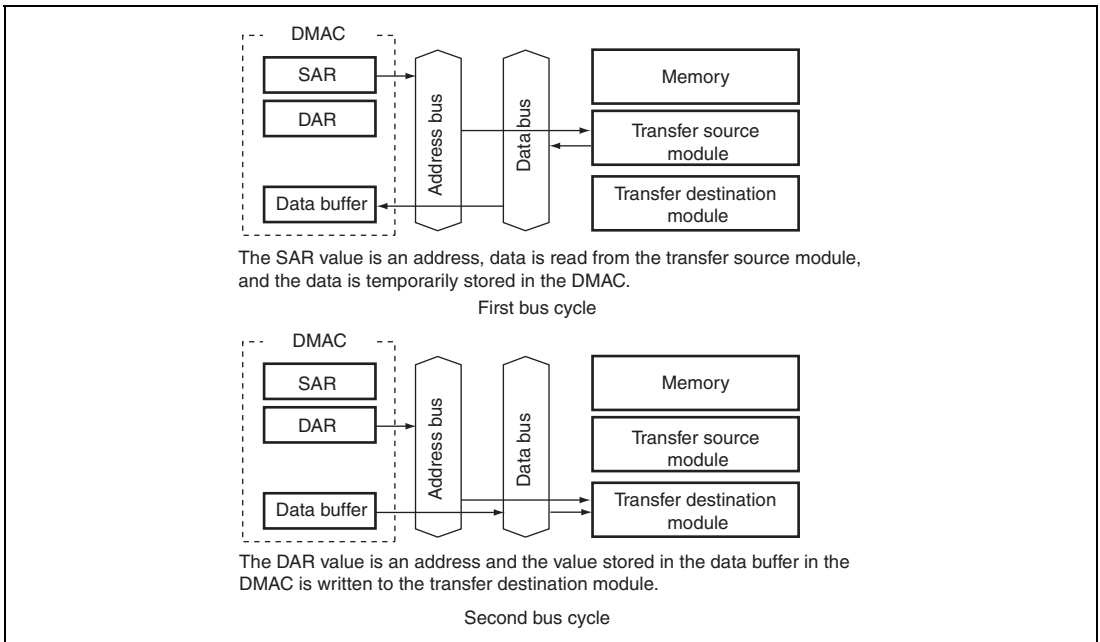 DMAC
SAR
DAR
Data buffer
Address bus
Data bus
Memory
Transfer source
module
Transfer destination
module
The SAR value is an address, data is read from the transfer source module,
and the data is temporarily stored in the DMAC.
First bus cycle
DMAC
SAR
DAR
Data buffer
Address bus
Data bus
Memory
Transfer source
module
Transfer destination
module
The DAR value is an address and the value stored in the data buffer in the
DMAC is written to the transfer destination module.
Second bus cycle